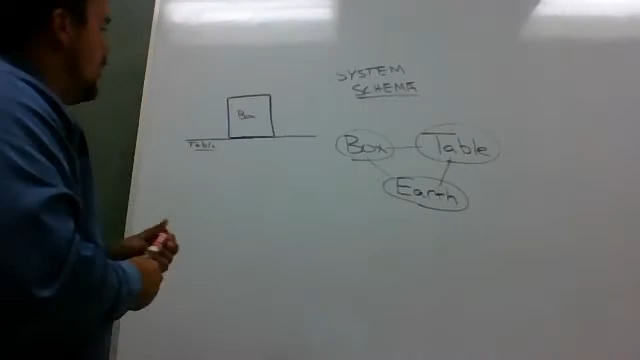 SYSTEM
SCHEMA
Box
Table
Box
Table
Earth